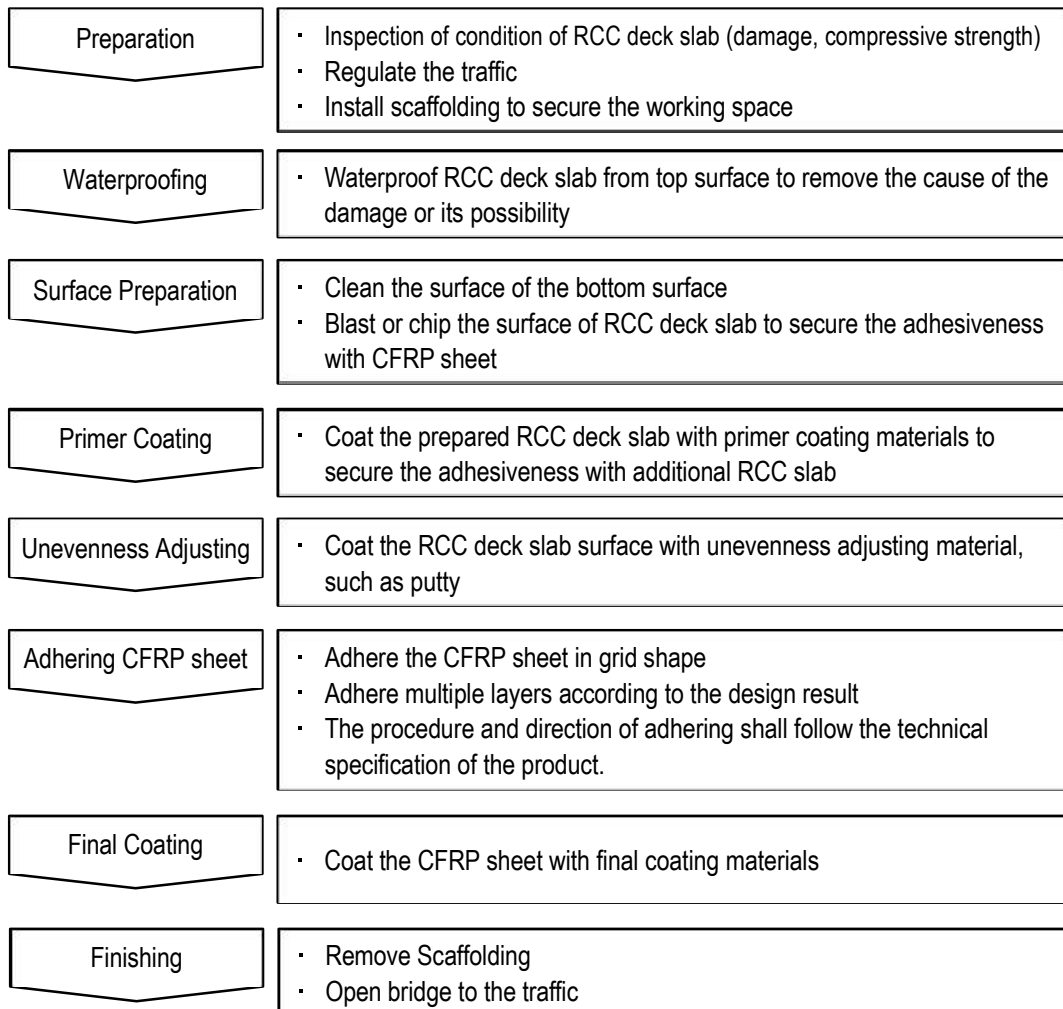 Preparation
· Inspection of condition of RCC deck slab (damage, compressive strength)
· Regulate the traffic
· Install scaffolding to secure the working space
Waterproofing
· Waterproof RCC deck slab from top surface to remove the cause of the
damage or its possibility
Surface Preparation
· Clean the surface of the bottom surface
· Blast or chip the surface of RCC deck slab to secure the adhesiveness
with CFRP sheet
Primer Coating
· Coat the prepared RCC deck slab with primer coating materials to
secure the adhesiveness with additional RCC slab
Unevenness Adjusting
· Coat the RCC deck slab surface with unevenness adjusting material,
such as putty
Adhering CFRP sheet
· Adhere the CFRP sheet in grid shape
· Adhere multiple layers according to the design result
· The procedure and direction of adhering shall follow the technical
specification of the product.
Final Coating
· Coat the CFRP sheet with final coating materials
Finishing
· Remove Scaffolding
· Open bridge to the traffic